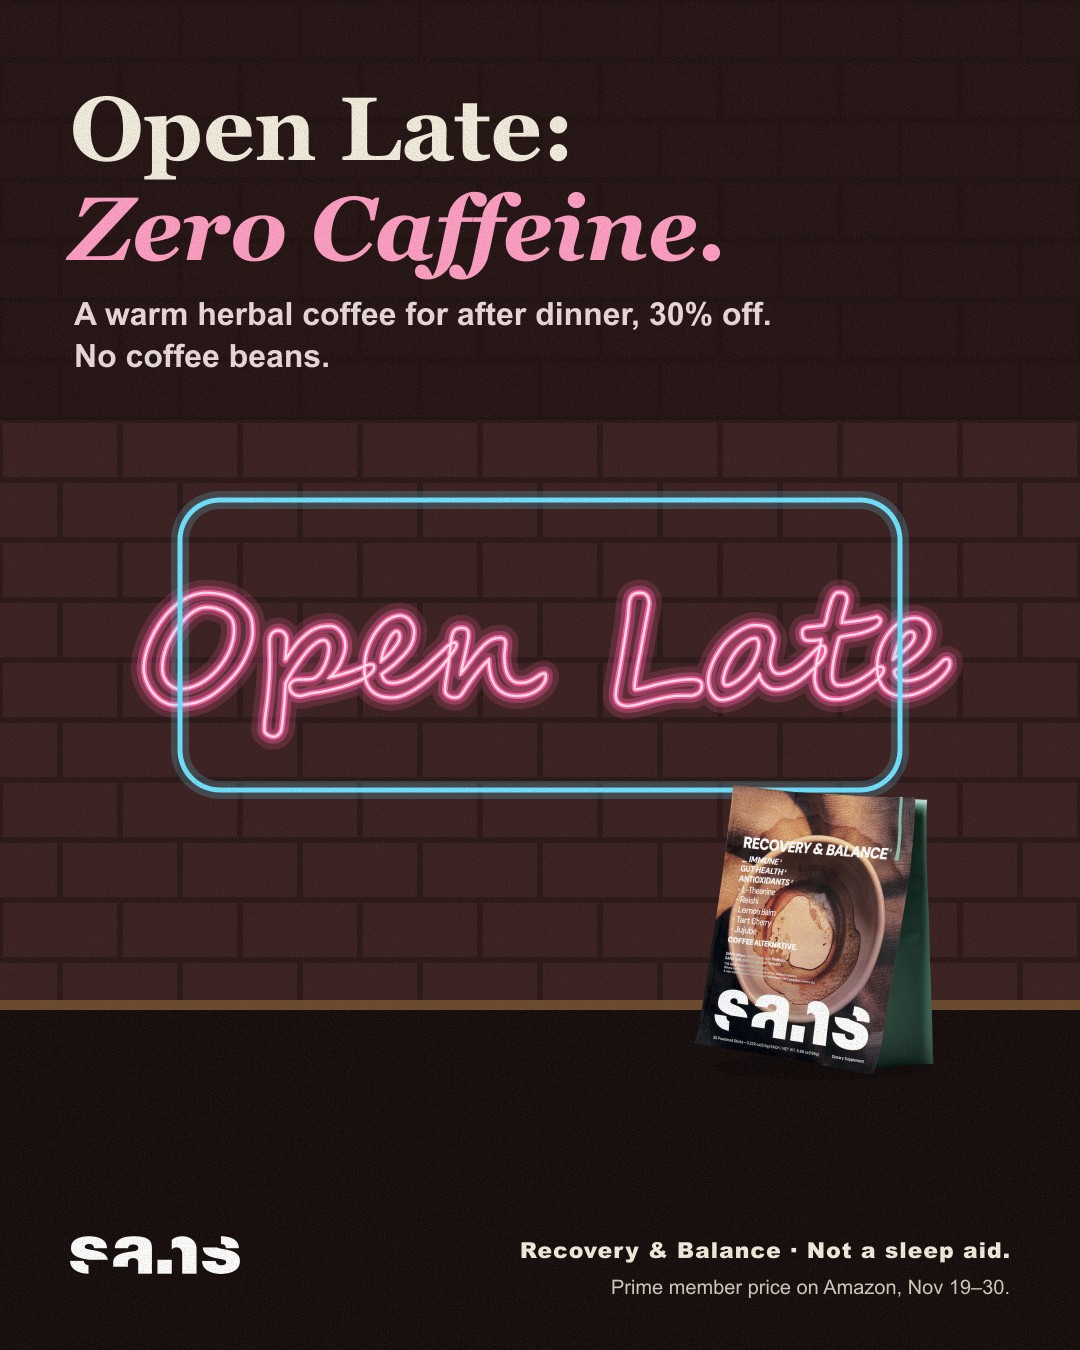 Open Late:
Zero Caffeine.
A warm herbal coffee for after dinner, 30% off.
No coffee beans.
Open Late
RECOVERY & BALANCE
IMMUNE
GUT HEALTH
ANTIOXIDANTS
· L-Theanine
· Reishi
· Lemon Balm
· Tart Cherry
· Jujube
COFFEE ALTERNATIVE.
sans
Dietary Supplement
sans
Recovery & Balance · Not a sleep aid.
Prime member price on Amazon, Nov 19–30.